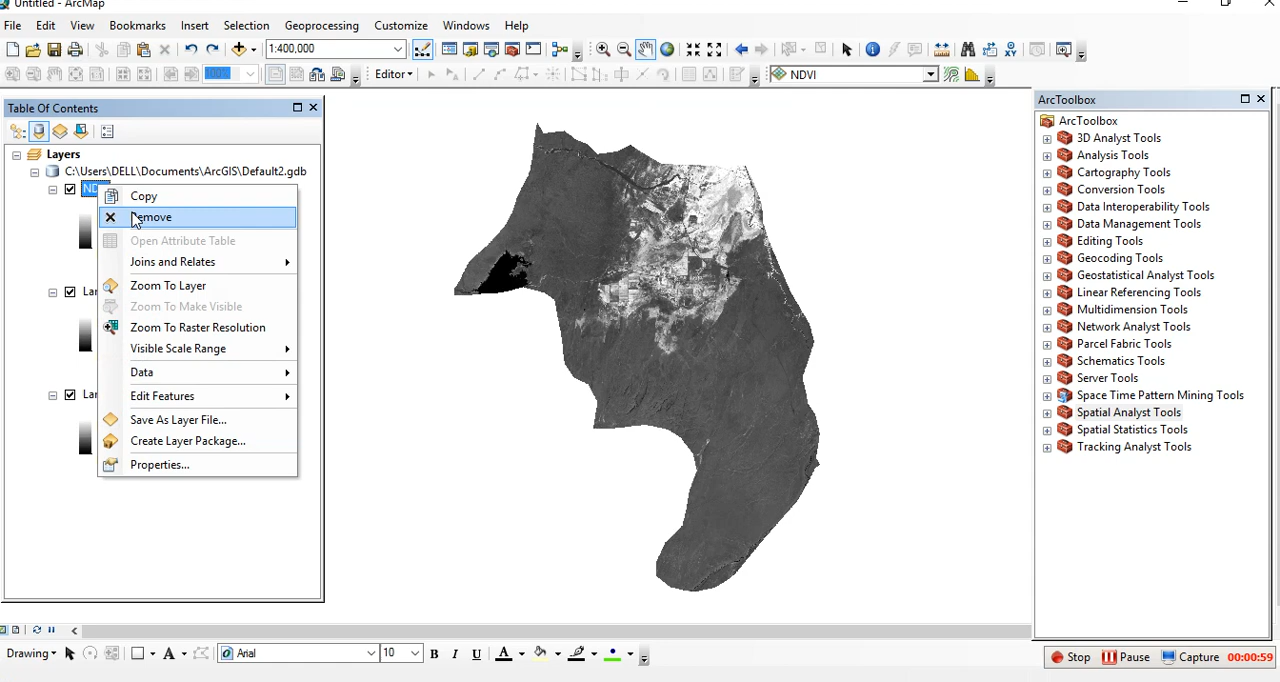 Untitled - ArcMap
File Edit View Bookmarks Insert Selection Geoprocessing Customize Windows Help
1:400,000
100%
Editor
NDVI
Table Of Contents
Layers
C:\Users\DELL\Documents\ArcGIS\Default2.gdb
ND
Lan
Lan
Copy
Remove
Open Attribute Table
Joins and Relates
Zoom To Layer
Zoom To Make Visible
Zoom To Raster Resolution
Visible Scale Range
Data
Edit Features
Save As Layer File...
Create Layer Package...
Properties...
ArcToolbox
ArcToolbox
3D Analyst Tools
Analysis Tools
Cartography Tools
Conversion Tools
Data Interoperability Tools
Data Management Tools
Editing Tools
Geocoding Tools
Geostatistical Analyst Tools
Linear Referencing Tools
Multidimension Tools
Network Analyst Tools
Parcel Fabric Tools
Schematics Tools
Server Tools
Space Time Pattern Mining Tools
Spatial Analyst Tools
Spatial Statistics Tools
Tracking Analyst Tools
Drawing
A
Arial
10
B I U A
Stop Pause Capture 00:00:59